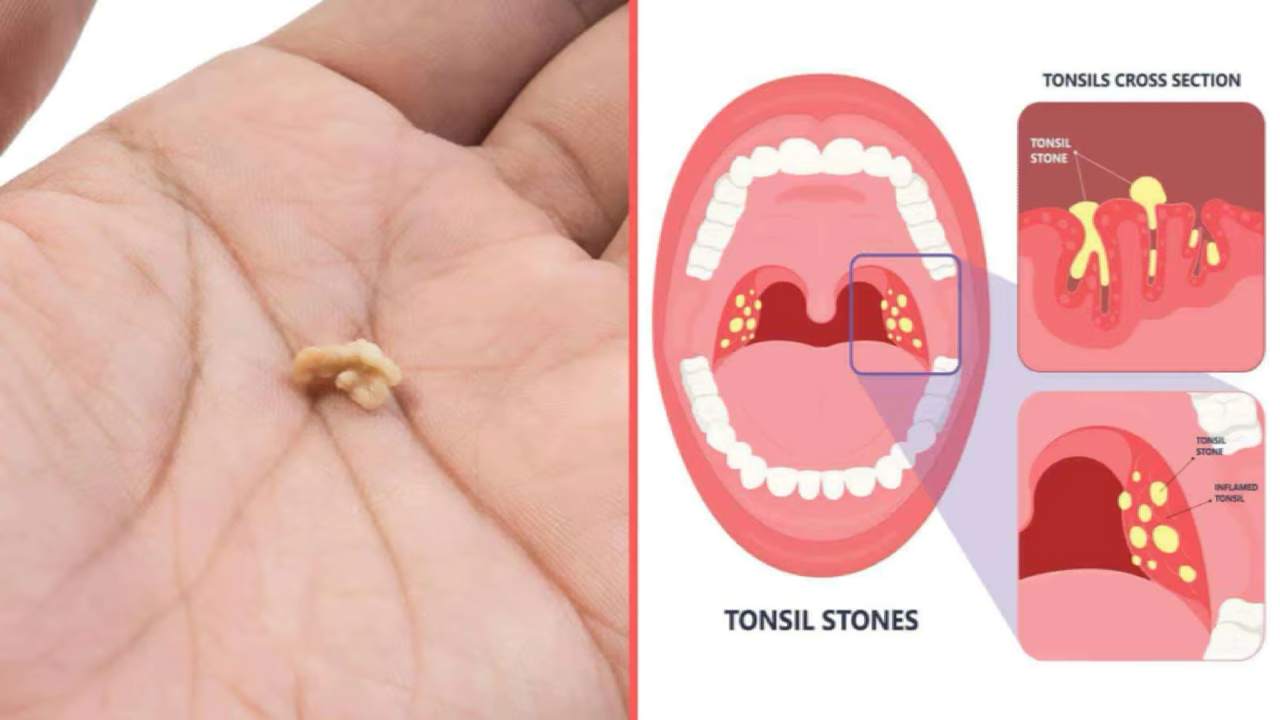 TONSILS CROSS SECTION
TONSIL
STONE
TONSIL
STONE
INFLAMED
TONSIL
TONSIL STONES